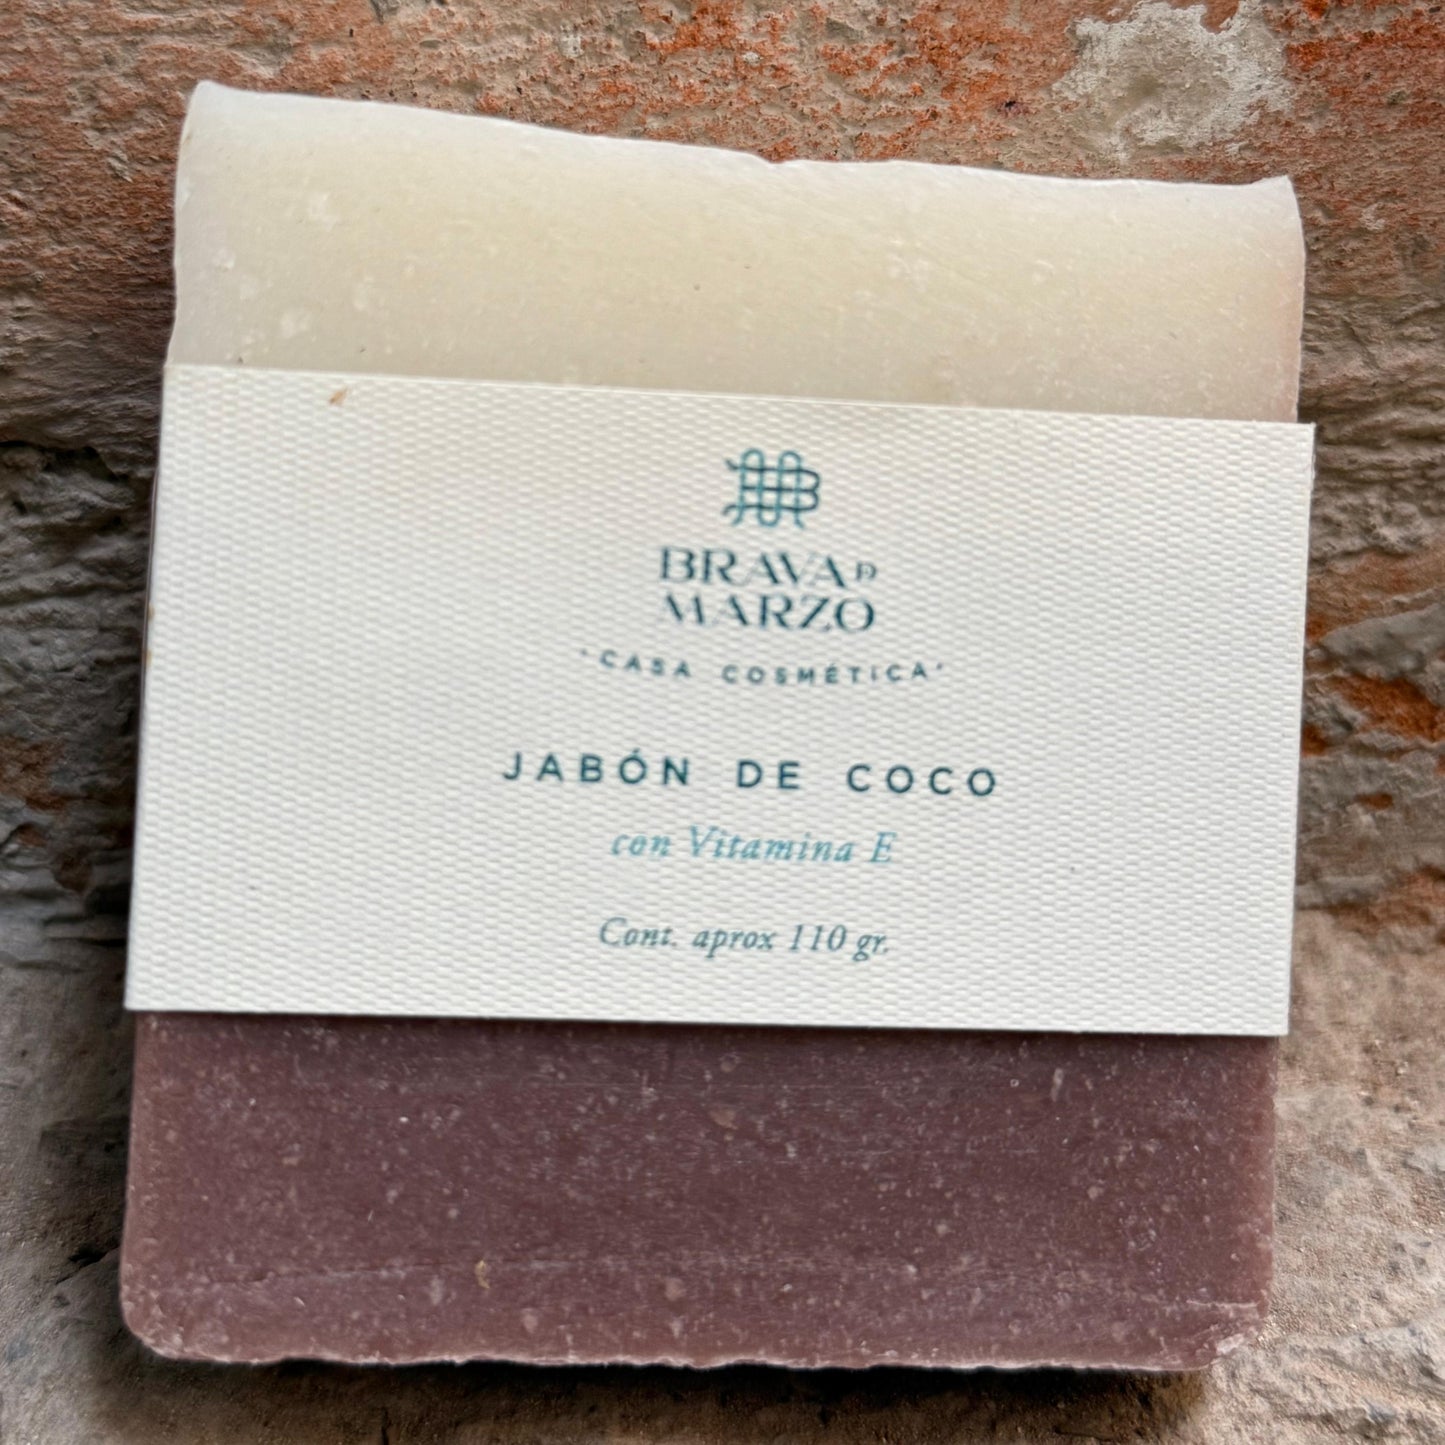 BRAVA D
MARZO
'CASA COSMÉTICA'
JABÓN DE COCO
con Vitamina E
Cont. aprox 110 gr.